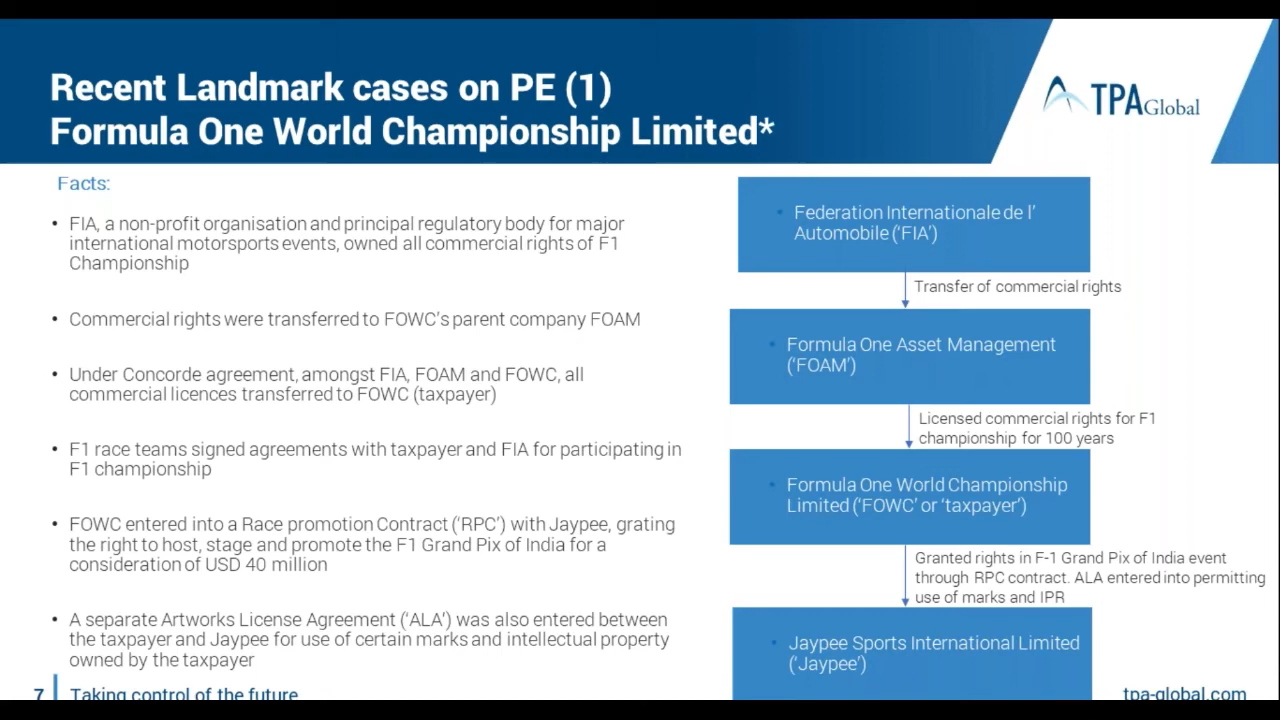 Recent Landmark cases on PE (1)
Formula One World Championship Limited*
TPA Global
Facts:
• FIA, a non-profit organisation and principal regulatory body for major
international motorsports events, owned all commercial rights of F1
Championship
• Commercial rights were transferred to FOWC's parent company FOAM
• Under Concorde agreement, amongst FIA, FOAM and FOWC, all
commercial licences transferred to FOWC (taxpayer)
• F1 race teams signed agreements with taxpayer and FIA for participating in
F1 championship
• FOWC entered into a Race promotion Contract ('RPC') with Jaypee, grating
the right to host, stage and promote the F1 Grand Pix of India for a
consideration of USD 40 million
• A separate Artworks License Agreement ('ALA') was also entered between
the taxpayer and Jaypee for use of certain marks and intellectual property
owned by the taxpayer
• Federation Internationale de l'
Automobile ('FIA')
Transfer of commercial rights
• Formula One Asset Management
('FOAM')
Licensed commercial rights for F1
championship for 100 years
• Formula One World Championship
Limited ('FOWC' or 'taxpayer')
Granted rights in F-1 Grand Pix of India event
through RPC contract. ALA entered into permitting
use of marks and IPR
• Jaypee Sports International Limited
('Jaypee')
7 Taking control of the future
tpa-global.com